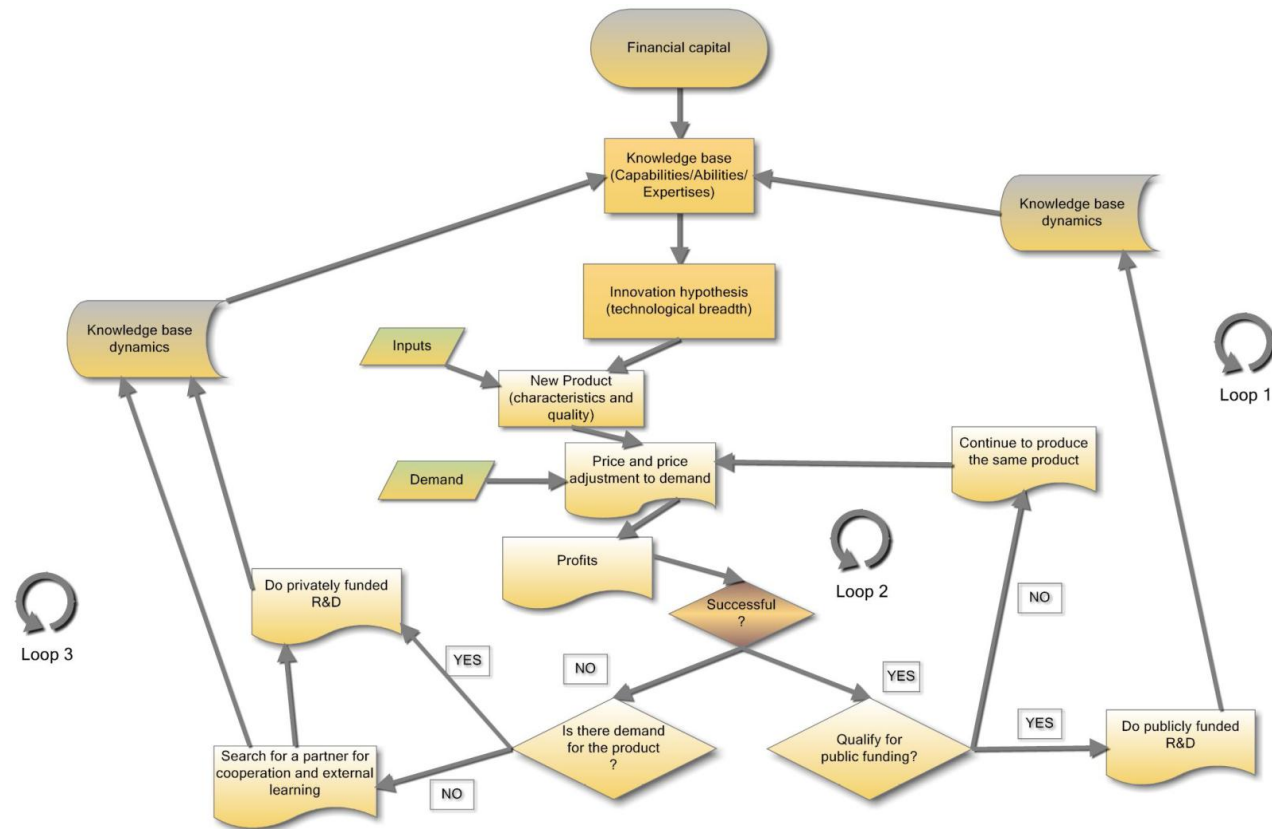 Financial capital
Knowledge base
(Capabilities/Abilities/
Expertises)
Knowledge base
dynamics
Innovation hypothesis
(technological breadth)
Knowledge base
dynamics
Inputs
Loop 1
New Product
(characteristics and
quality)
Continue to produce
the same product
Price and price
adjustment to demand
Demand
Profits
Loop 2
Do privately funded
R&D
Successful
?
NO
Loop 3
YES
NO
YES
YES
Is there demand
for the product
?
Qualify for
public funding?
Do publicly funded
R&D
Search for a partner for
cooperation and external
learning
NO